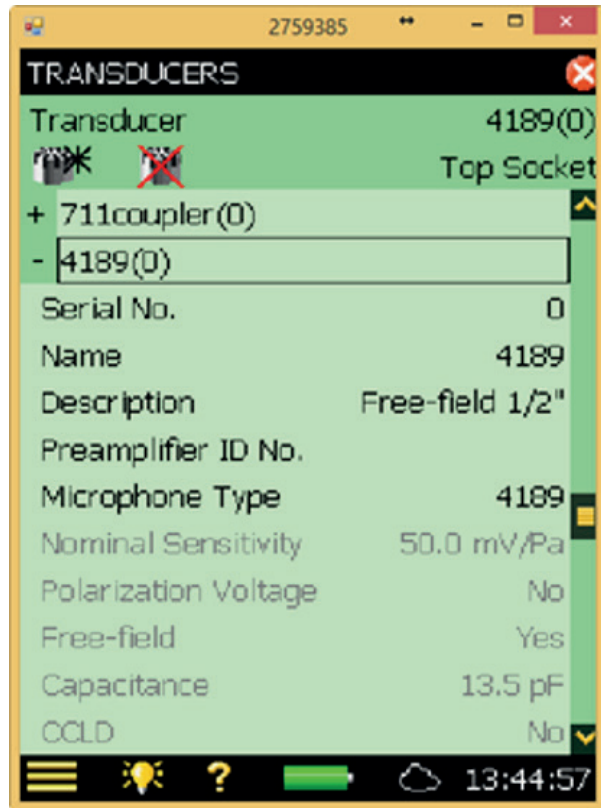 2759385
TRANSDUCERS
Transducer 4189(0)
Top Socket
+ 711coupler(0)
- 4189(0)
Serial No. 0
Name 4189
Description Free-field 1/2"
Preamplifier ID No.
Microphone Type 4189
Nominal Sensitivity 50.0 mV/Pa
Polarization Voltage No
Free-field Yes
Capacitance 13.5 pF
CCLD No
? 13:44:57